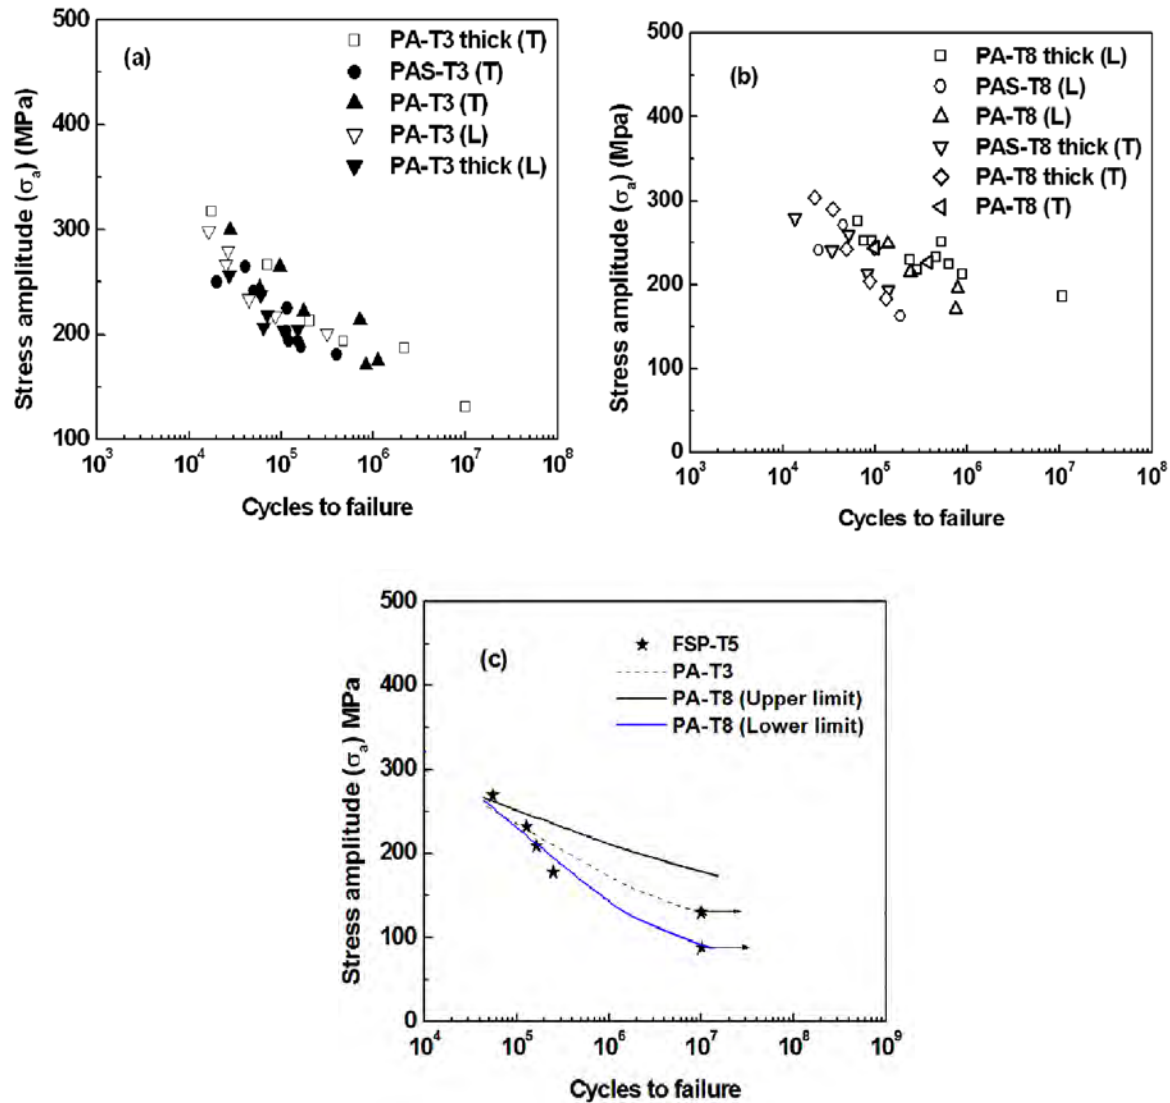 (a)
PA-T3 thick (T)
PAS-T3 (T)
PA-T3 (T)
PA-T3 (L)
PA-T3 thick (L)
Stress amplitude (σₐ) (MPa)
500
400
300
200
100
10³ 10⁴ 10⁵ 10⁶ 10⁷ 10⁸
Cycles to failure
(b)
PA-T8 thick (L)
PAS-T8 (L)
PA-T8 (L)
PAS-T8 thick (T)
PA-T8 thick (T)
PA-T8 (T)
Stress amplitude (σₐ) (Mpa)
500
400
300
200
100
0
10³ 10⁴ 10⁵ 10⁶ 10⁷ 10⁸
Cycles to failure
(c)
FSP-T5
PA-T3
PA-T8 (Upper limit)
PA-T8 (Lower limit)
Stress amplitude (σₐ) MPa
500
400
300
200
100
0
10⁴ 10⁵ 10⁶ 10⁷ 10⁸ 10⁹
Cycles to failure